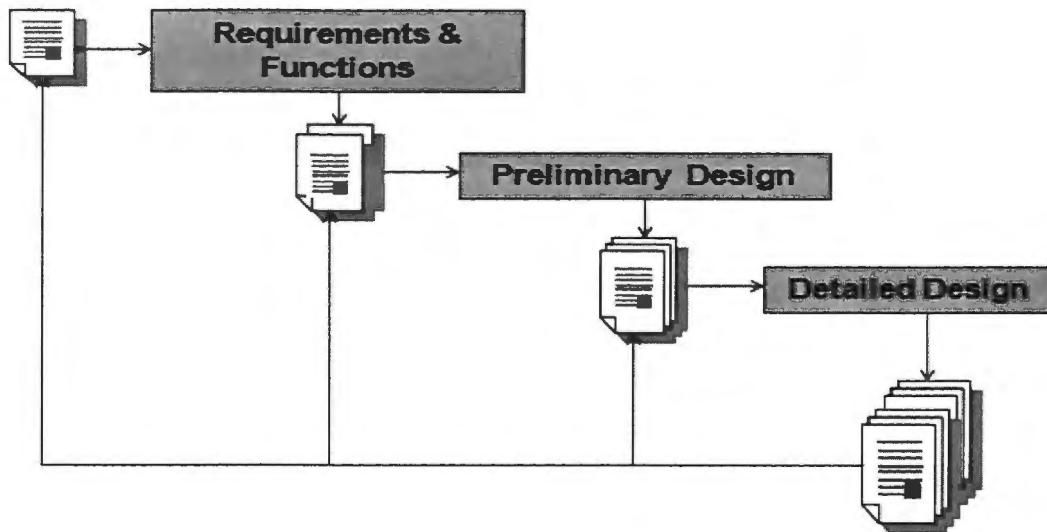 Requirements &
Functions
Preliminary Design
Detailed Design